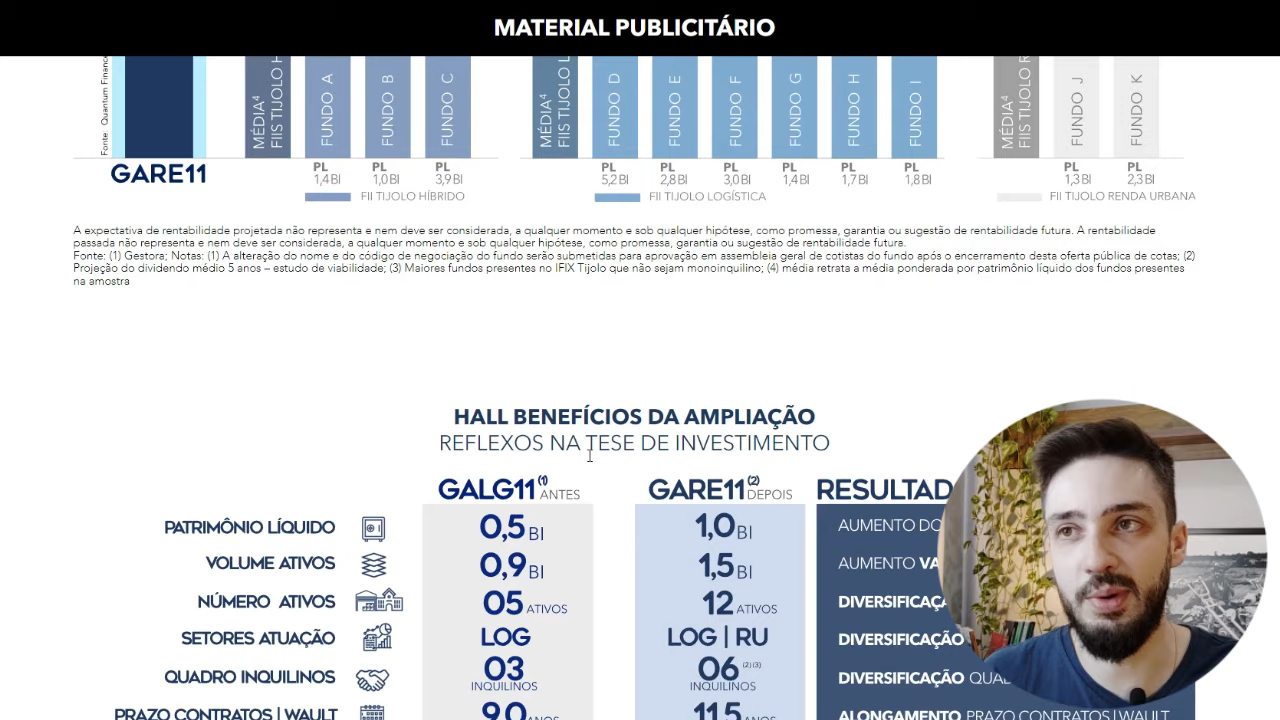 MATERIAL PUBLICITÁRIO
Fonte: Quantum Finance
MÉDIA⁴
FIIS TIJOLO H
FUNDO A
FUNDO B
FUNDO C
MÉDIA⁴
FIIS TIJOLO L
FUNDO D
FUNDO E
FUNDO F
FUNDO G
FUNDO H
FUNDO I
MÉDIA⁴
FIIS TIJOLO R
FUNDO J
FUNDO K
GARE11
PL PL PL PL PL PL PL PL PL PL PL
1,4 BI 1,0 BI 3,9 BI 5,2 BI 2,8 BI 3,0 BI 1,4 BI 1,7 BI 1,8 BI 1,3 BI 2,3 BI
FII TIJOLO HÍBRIDO FII TIJOLO LOGÍSTICA FII TIJOLO RENDA URBANA
A expectativa de rentabilidade projetada não representa e nem deve ser considerada, a qualquer momento e sob qualquer hipótese, como promessa, garantia ou sugestão de rentabilidade futura. A rentabilidade
passada não representa e nem deve ser considerada, a qualquer momento e sob qualquer hipótese, como promessa, garantia ou sugestão de rentabilidade futura.
Fonte: (1) Gestora; Notas: (1) A alteração do nome e do código de negociação do fundo serão submetidas para aprovação em assembleia geral de cotistas do fundo após o encerramento desta oferta pública de cotas; (2)
Projeção do dividendo médio 5 anos – estudo de viabilidade; (3) Maiores fundos presentes no IFIX Tijolo que não sejam monoinquilino; (4) média retrata a média ponderada por patrimônio líquido dos fundos presentes
na amostra
HALL BENEFÍCIOS DA AMPLIAÇÃO
REFLEXOS NA TESE DE INVESTIMENTO
GALG11 (1) ANTES GARE11 (2) DEPOIS RESULTAD
PATRIMÔNIO LÍQUIDO 0,5 BI 1,0 BI AUMENTO DO
VOLUME ATIVOS 0,9 BI 1,5 BI AUMENTO VA
NÚMERO ATIVOS 05 ATIVOS 12 ATIVOS DIVERSIFICAÇÃ
SETORES ATUAÇÃO LOG LOG | RU DIVERSIFICAÇÃO
QUADRO INQUILINOS 03 INQUILINOS 06 (2) (3) INQUILINOS DIVERSIFICAÇÃO QUA
PRAZO CONTRATOS | WAULT 9,0 ANOS 11,5 ANOS ALONGAMENTO PRAZO CONTRATOS | WAULT